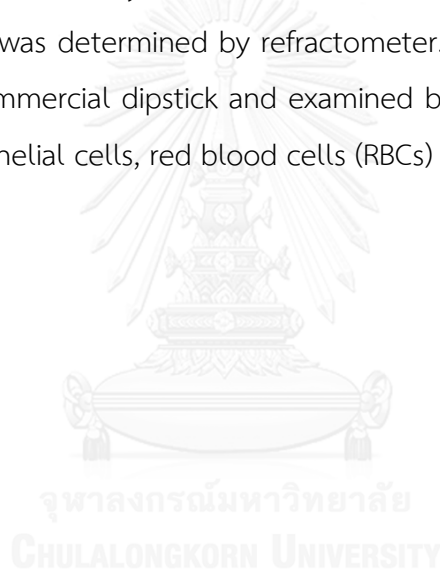 was determined by refractometer.
mmercial dipstick and examined b
helial cells, red blood cells (RBCs)
จุฬาลงกรณ์มหาวิทยาลัย
CHULALONGKORN UNIVERSITY